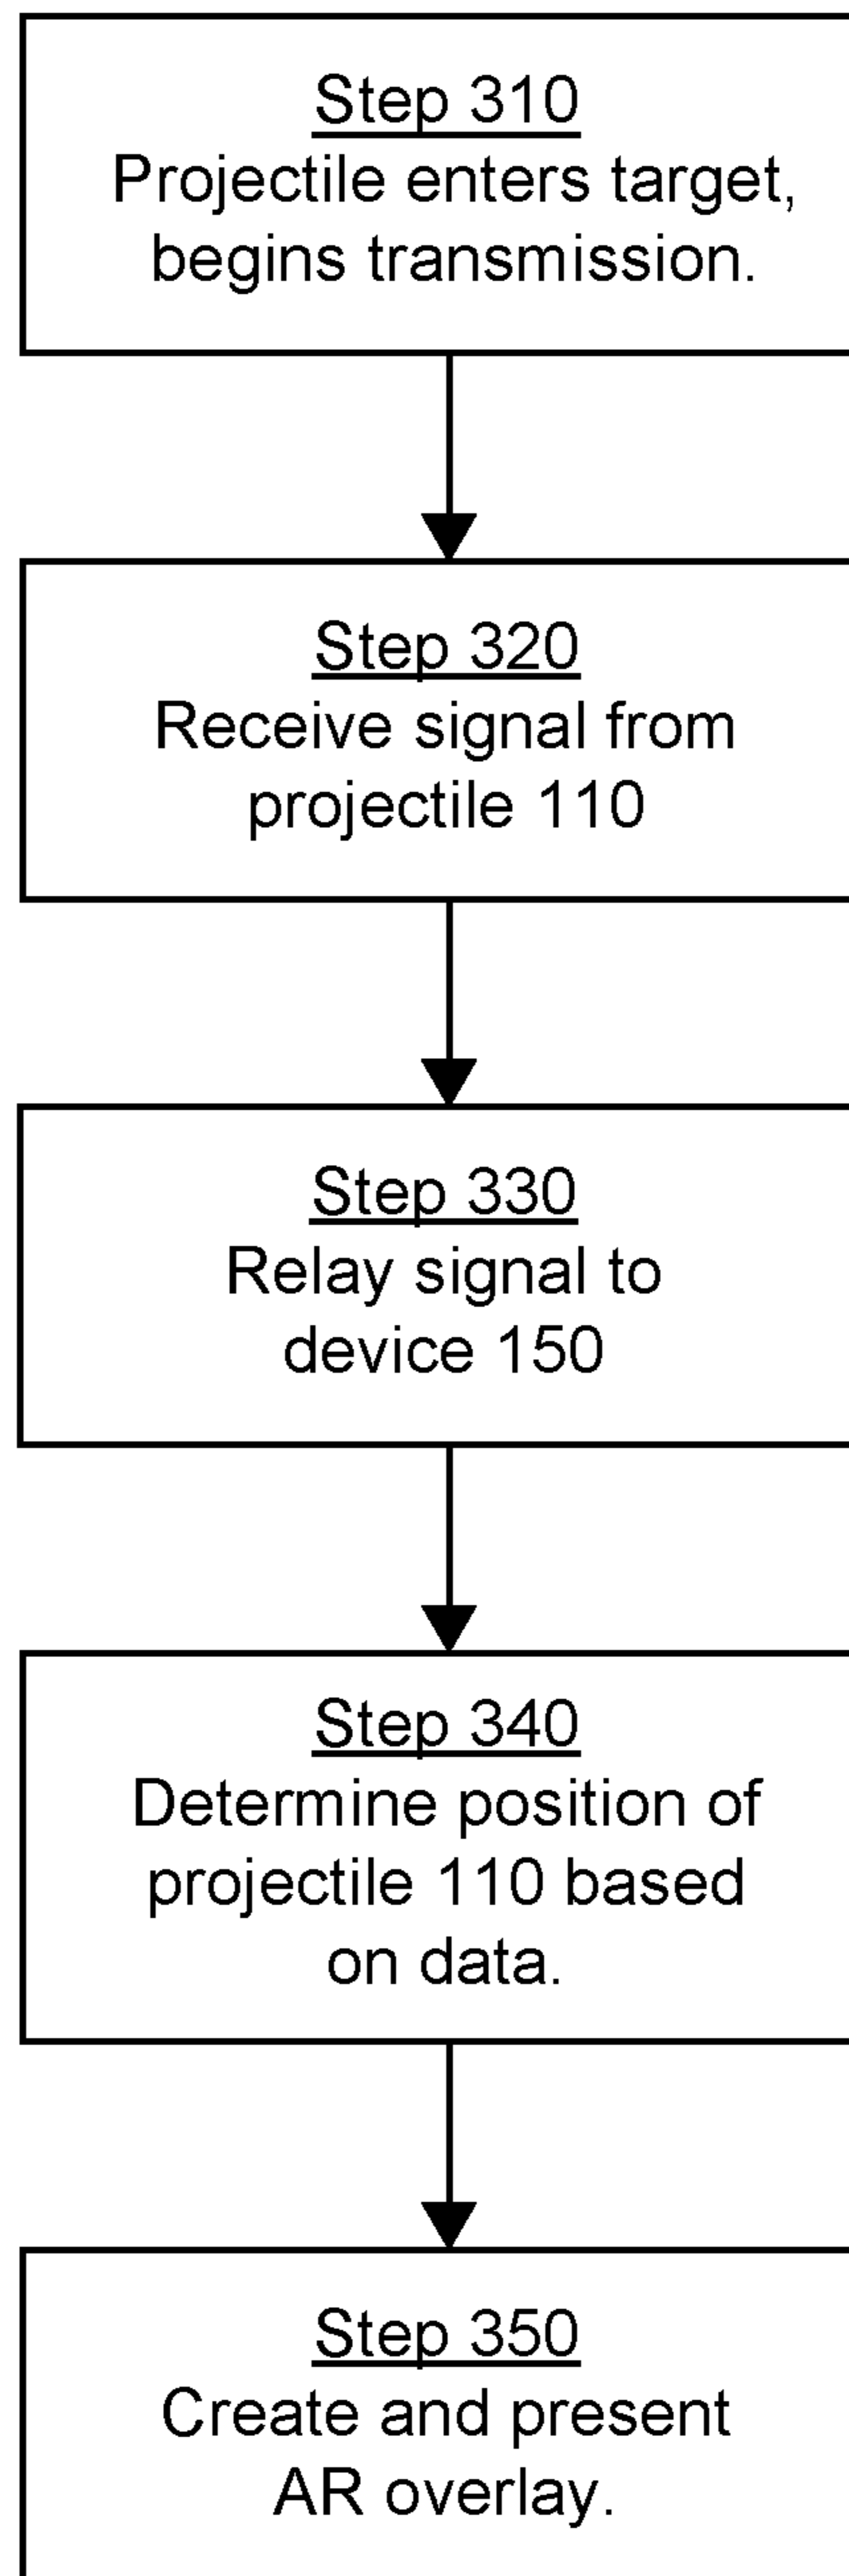 Step 310
Projectile enters target,
begins transmission.
Step 320
Receive signal from
projectile 110
Step 330
Relay signal to
device 150
Step 340
Determine position of
projectile 110 based
on data.
Step 350
Create and present
AR overlay.